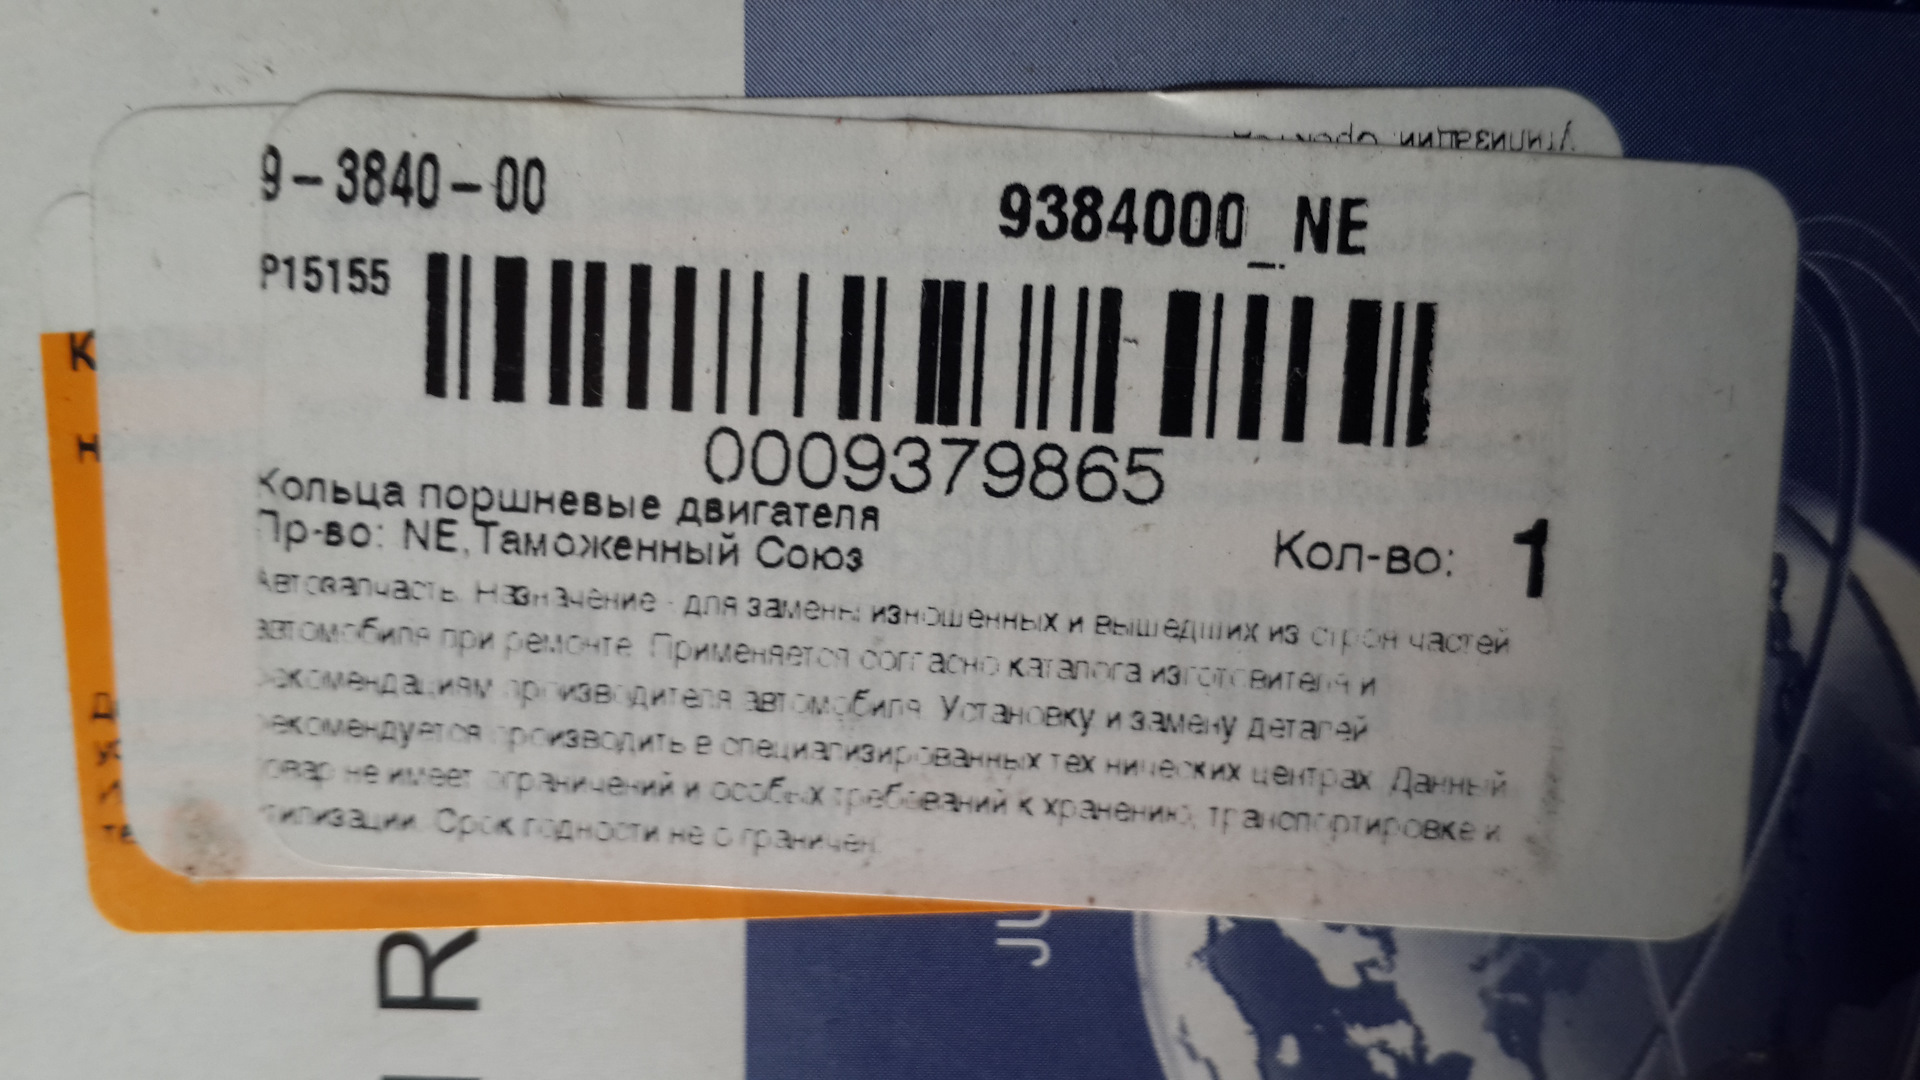 9-3840-00
9384000_NE
P15155
0009379865
Кольца поршневые двигателя
Пр-во: NE,Таможенный Союз
Кол-во: 1
Автозапчасть. Назначение - для замены изношенных и вышедших из строя частей
автомобиля при ремонте. Применяется согласно каталога изготовителя и
рекомендациям производителя автомобиля. Установку и замену деталей
рекомендуется производить в специализированных технических центрах. Данный
товар не имеет ограничений и особых требований к хранению, транспортировке и
утилизации. Срок годности не ограничен.
К
Н
те
R
JU